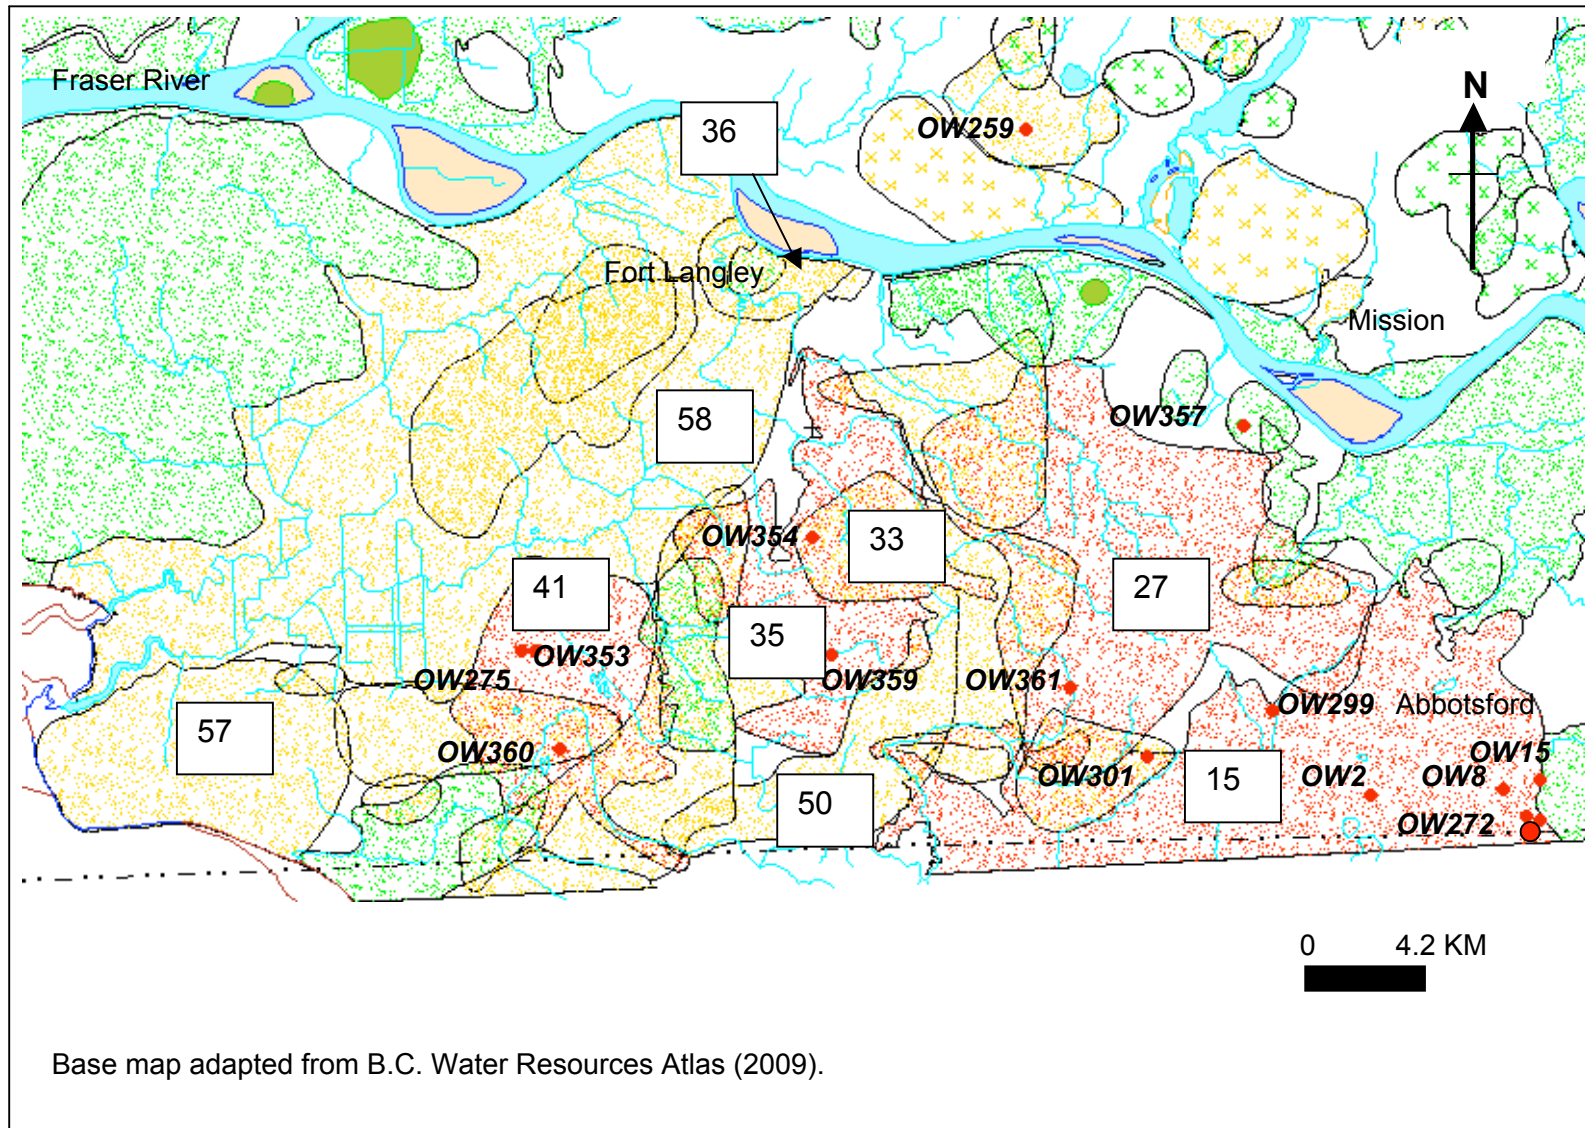 Fraser River
N
36
OW259
Fort Langley
Mission
58
OW357
OW354
33
41
27
35
OW353
OW275
OW359
OW361
57
OW299
Abbotsford
OW360
OW15
OW301
15
OW2
OW8
50
OW272
0 4.2 KM
Base map adapted from B.C. Water Resources Atlas (2009).